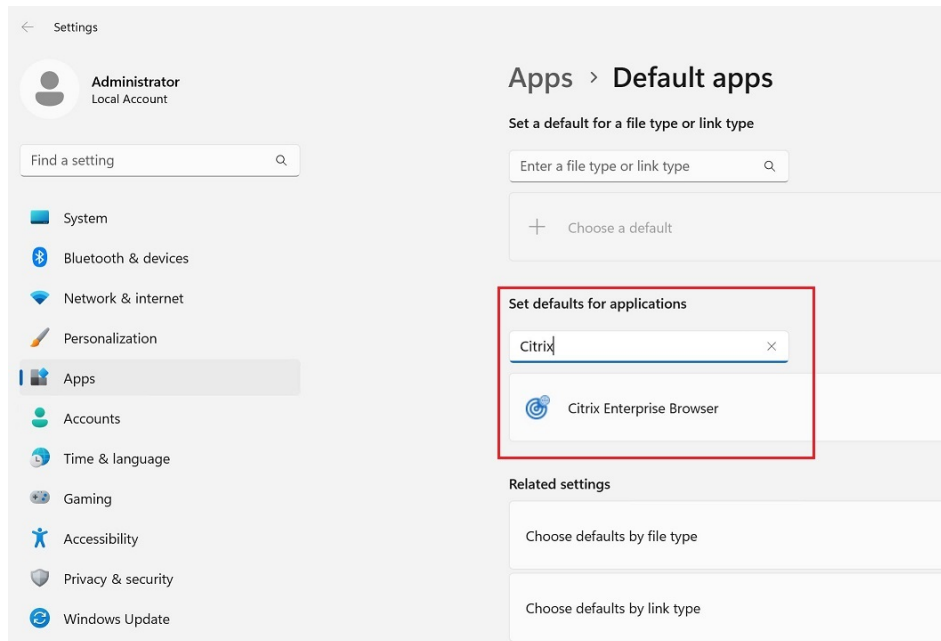 Settings
Administrator
Local Account
Find a setting
System
Bluetooth & devices
Network & internet
Personalization
Apps
Accounts
Time & language
Gaming
Accessibility
Privacy & security
Windows Update
Apps > Default apps
Set a default for a file type or link type
Enter a file type or link type
Choose a default
Set defaults for applications
Citrix
Citrix Enterprise Browser
Related settings
Choose defaults by file type
Choose defaults by link type